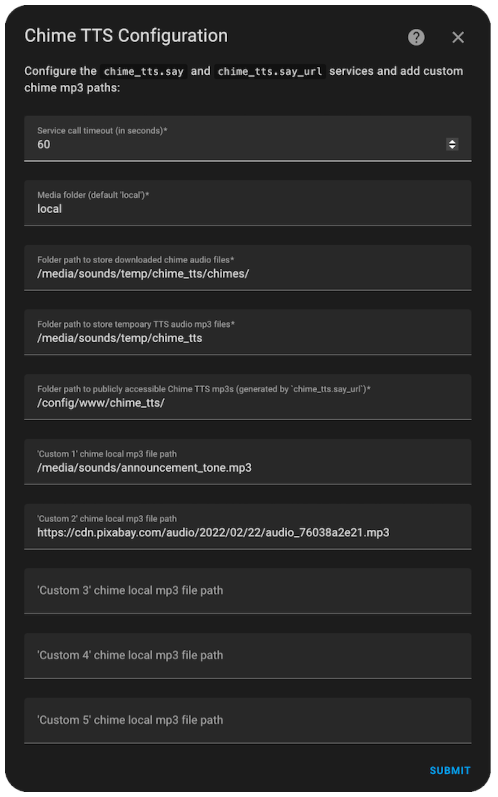 Chime TTS Configuration
Configure the chime_tts.say and chime_tts.say_url services and add custom
chime mp3 paths:
Service call timeout (in seconds)*
60
Media folder (default 'local')*
local
Folder path to store downloaded chime audio files*
/media/sounds/temp/chime_tts/chimes/
Folder path to store tempoary TTS audio mp3 files*
/media/sounds/temp/chime_tts
Folder path to publicly accessible Chime TTS mp3s (generated by `chime_tts.say_url`)*
/config/www/chime_tts/
'Custom 1' chime local mp3 file path
/media/sounds/announcement_tone.mp3
'Custom 2' chime local mp3 file path
https://cdn.pixabay.com/audio/2022/02/22/audio_76038a2e21.mp3
'Custom 3' chime local mp3 file path
'Custom 4' chime local mp3 file path
'Custom 5' chime local mp3 file path
SUBMIT